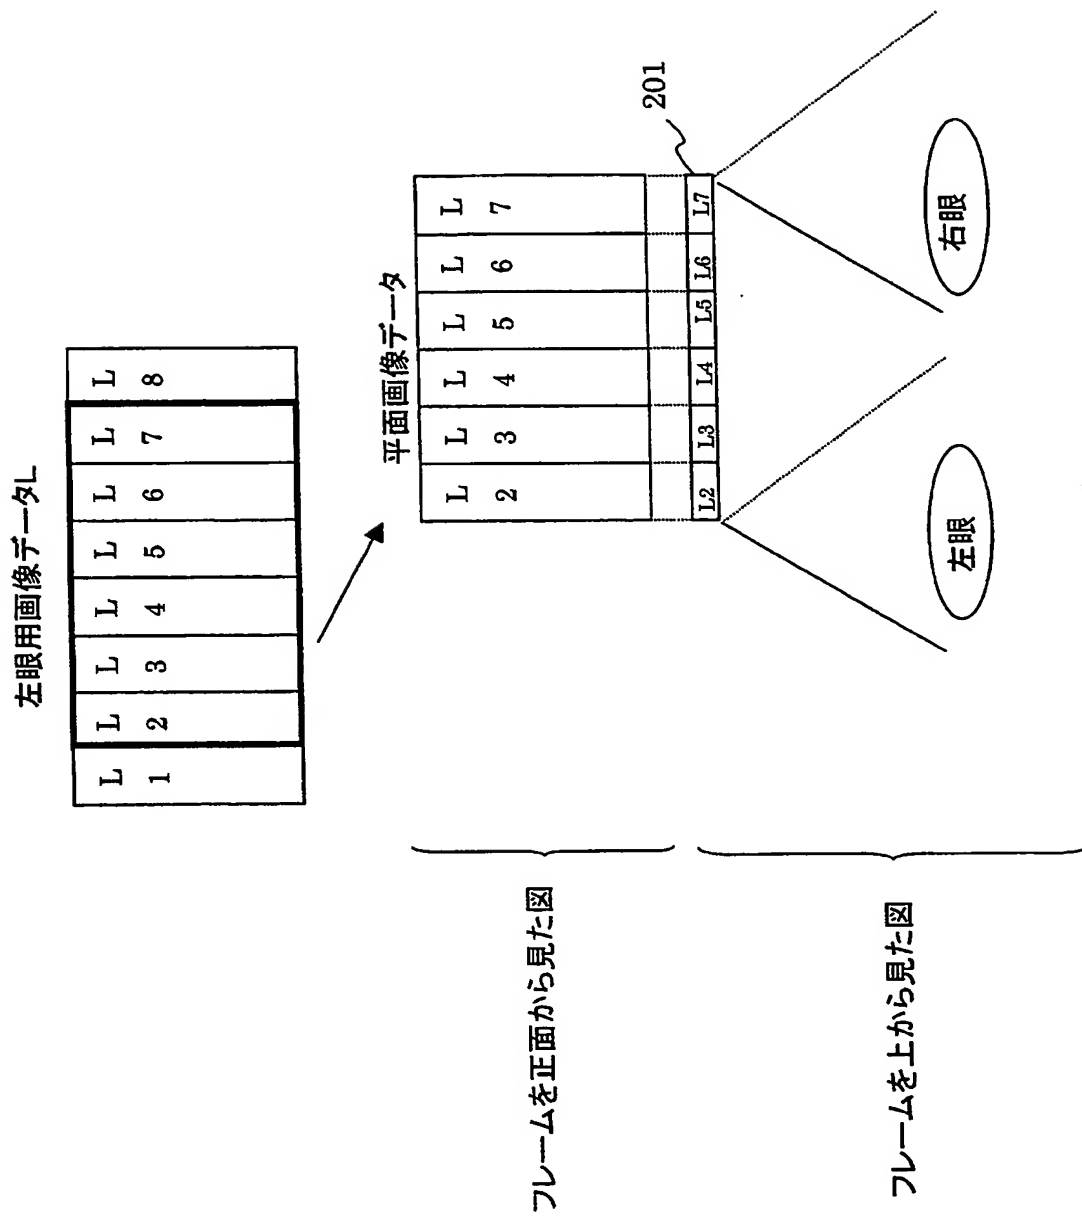 左眼用画像データL
L 1
L 2
L 3
L 4
L 5
L 6
L 7
L 8
平面画像データ
L 2
L 3
L 4
L 5
L 6
L 7
L2 L3 L4 L5 L6 L7
201
左眼
右眼
フレームを正面から見た図
フレームを上から見た図